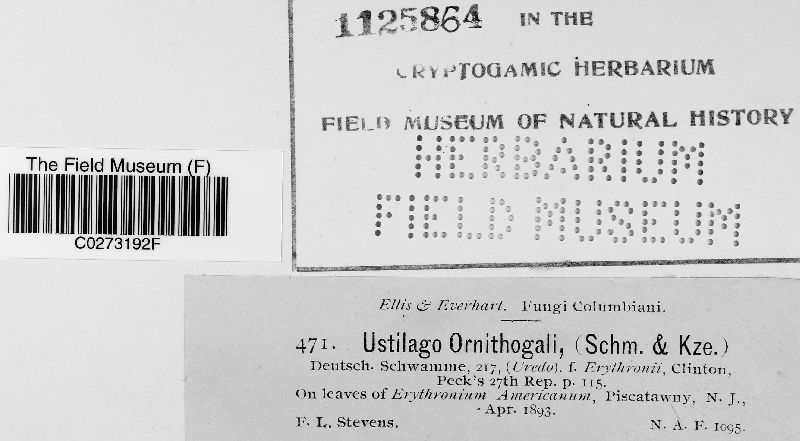 1125864 IN THE
CRYPTOGAMIC HERBARIUM
FIELD MUSEUM OF NATURAL HISTORY
HERBARIUM
FIELD MUSEUM
The Field Museum (F)
C0273192F
Ellis & Everhart. Fungi Columbiani.
471. Ustilago Ornithogali, (Schm. & Kze.)
Deutsch. Schwamme, 217, (Uredo). f. Erythronii, Clinton,
Peck's 27th Rep. p. 115.
On leaves of Erythronium Americanum, Piscatawny, N. J.,
Apr. 1893.
F. L. Stevens. N. A. F. 1095.